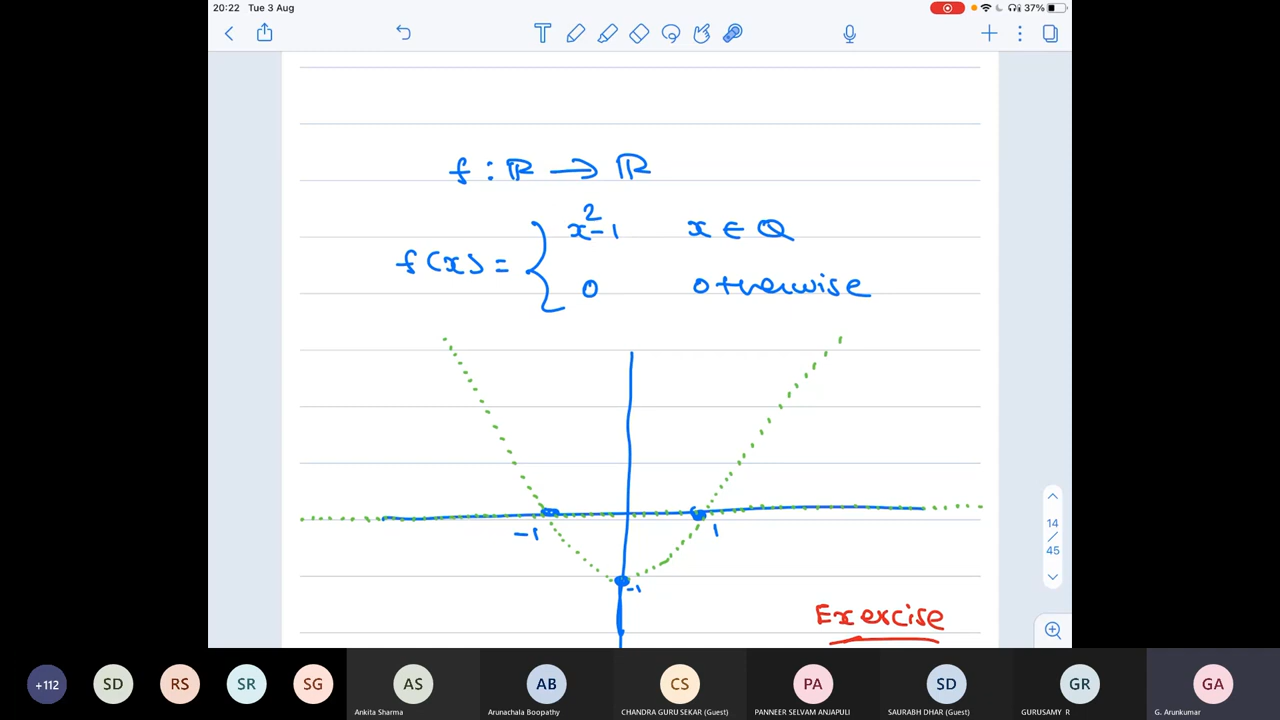 20:22 Tue 3 Aug
37%
f : ℝ → ℝ
f(x) = { x²-1 x ∈ ℚ
0 otherwise
-1
1
-1
Exercise
14
/
45
+112
SD
RS
SR
SG
AS
AB
CS
PA
SD
GR
GA
Ankita Sharma
Arunachala Boopathy
CHANDRA GURU SEKAR (Guest)
PANNEER SELVAM ANJAPULI
SAURABH DHAR (Guest)
GURUSAMY R
G. Arunkumar